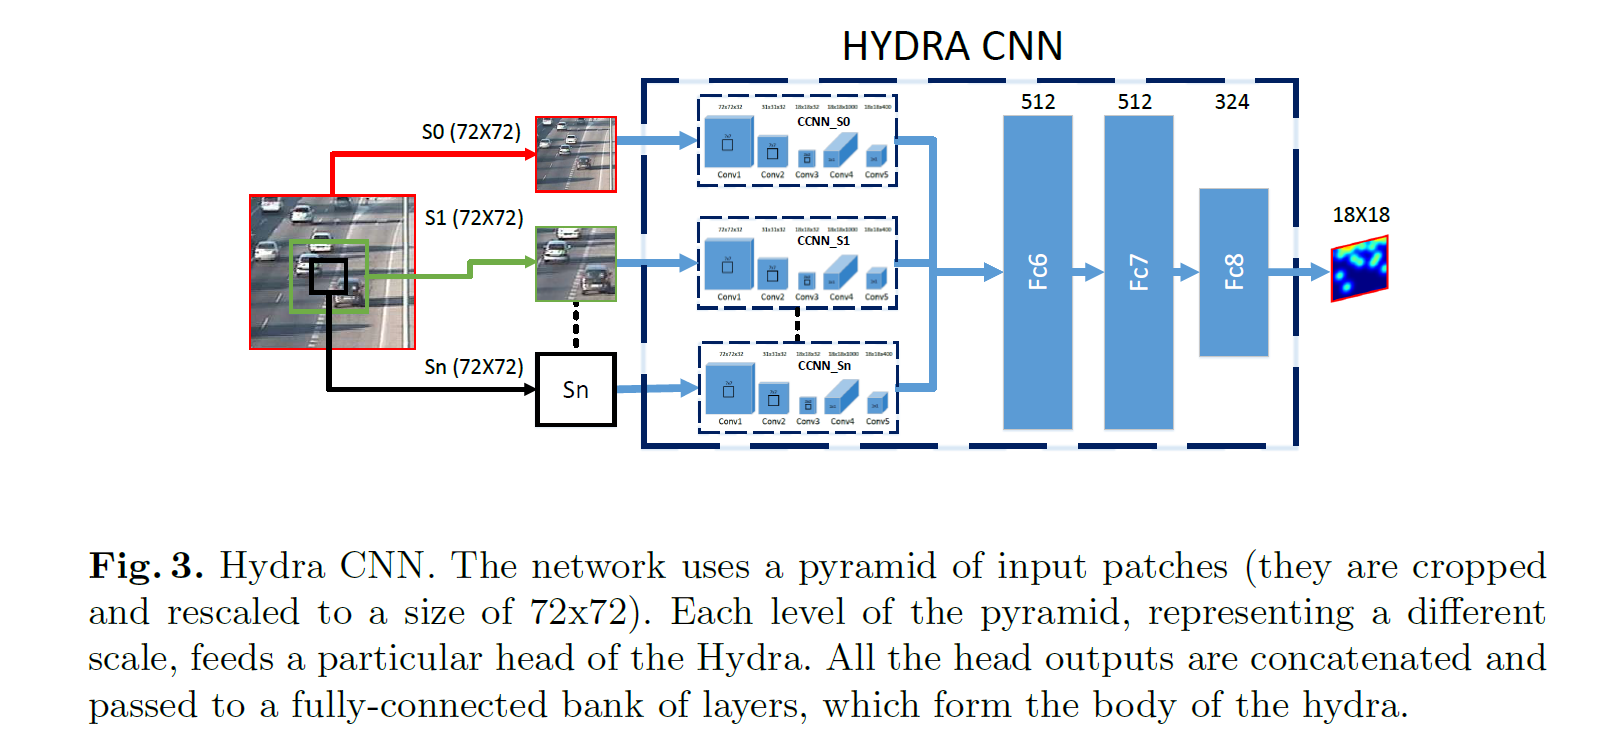 HYDRA CNN
S0 (72X72)
S1 (72X72)
Sn (72X72)
Sn
72x72x32 31x31x32 18x18x32 18x18x1000 18x18x400
CCNN_S0
Conv1 Conv2 Conv3 Conv4 Conv5
72x72x32 31x31x32 18x18x32 18x18x1000 18x18x400
CCNN_S1
Conv1 Conv2 Conv3 Conv4 Conv5
72x72x32 31x31x32 18x18x32 18x18x1000 18x18x400
CCNN_Sn
Conv1 Conv2 Conv3 Conv4 Conv5
512 512 324
Fc6 Fc7 Fc8
18X18
Fig. 3. Hydra CNN. The network uses a pyramid of input patches (they are cropped
and rescaled to a size of 72x72). Each level of the pyramid, representing a different
scale, feeds a particular head of the Hydra. All the head outputs are concatenated and
passed to a fully-connected bank of layers, which form the body of the hydra.